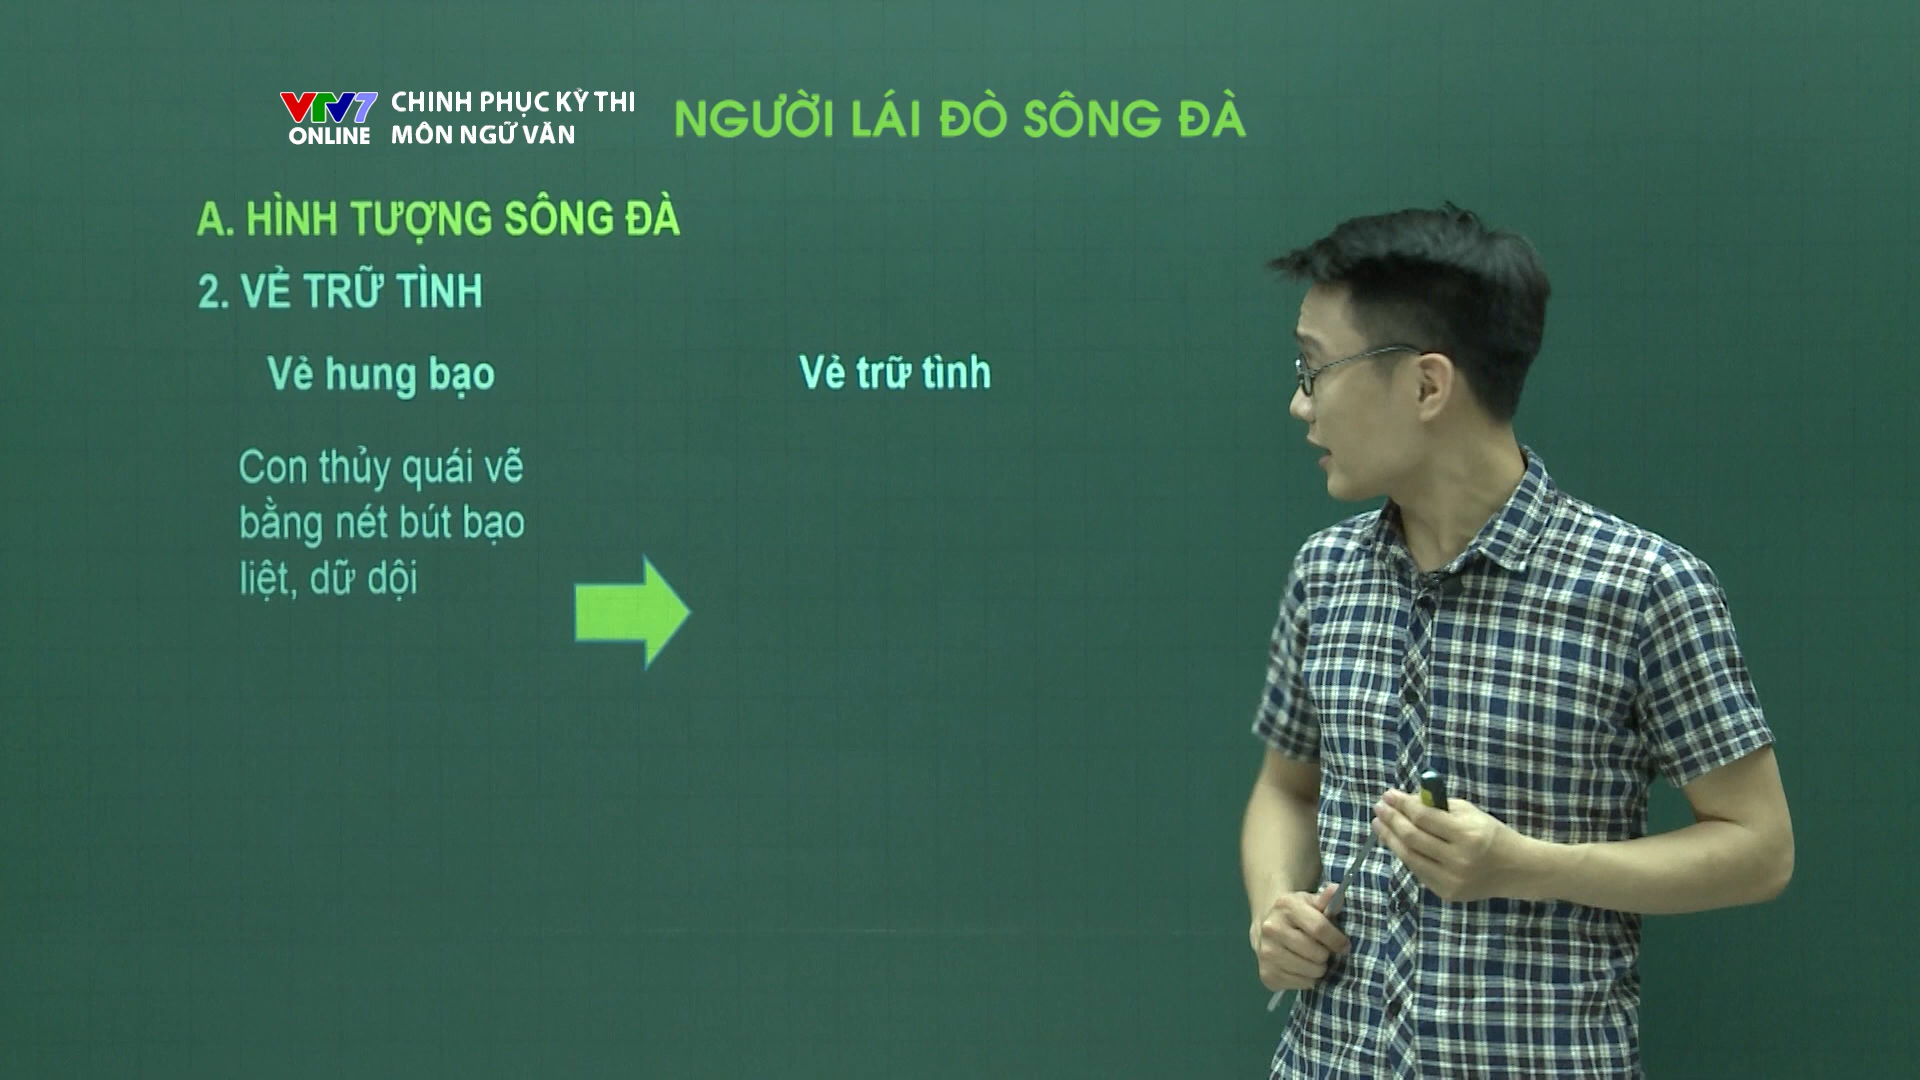 VTV7
ONLINE
CHINH PHỤC KỲ THI
MÔN NGỮ VĂN
NGƯỜI LÁI ĐÒ SÔNG ĐÀ
A. HÌNH TƯỢNG SÔNG ĐÀ
2. VẺ TRỮ TÌNH
Vẻ hung bạo
Vẻ trữ tình
Con thủy quái vẽ
bằng nét bút bạo
liệt, dữ dội